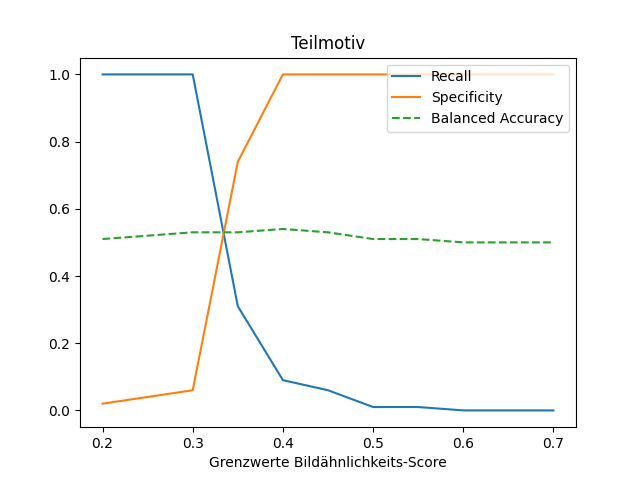 Teilmotiv
1.0
0.8
0.6
0.4
0.2
0.0
Recall
Specificity
Balanced Accuracy
0.2 0.3 0.4 0.5 0.6 0.7
Grenzwerte Bildähnlichkeits-Score